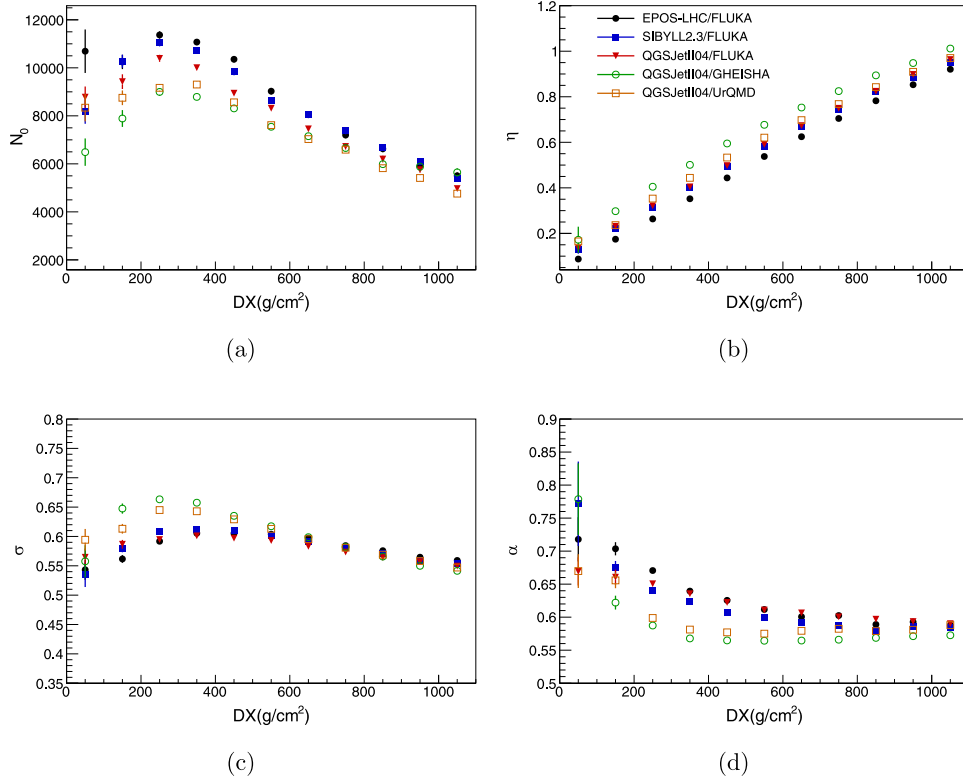 12000
10000
8000
6000
4000
2000
N₀
0 200 400 600 800 1000
DX(g/cm²)
(a)
EPOS-LHC/FLUKA
SIBYLL2.3/FLUKA
QGSJetII04/FLUKA
QGSJetII04/GHEISHA
QGSJetII04/UrQMD
1.2
1
0.8
0.6
0.4
0.2
η
0 200 400 600 800 1000
DX(g/cm²)
(b)
0.8
0.75
0.7
0.65
0.6
0.55
0.5
0.45
0.4
0.35
σ
0 200 400 600 800 1000
DX(g/cm²)
(c)
0.9
0.85
0.8
0.75
0.7
0.65
0.6
0.55
0.5
α
0 200 400 600 800 1000
DX(g/cm²)
(d)